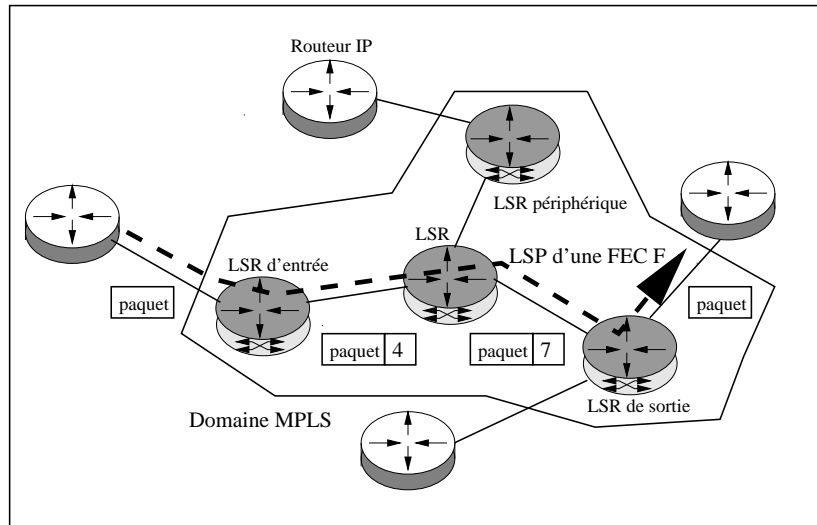 Routeur IP
LSR périphérique
LSR
LSP d'une FEC F
LSR d'entrée
paquet
paquet
paquet 4
paquet 7
LSR de sortie
Domaine MPLS